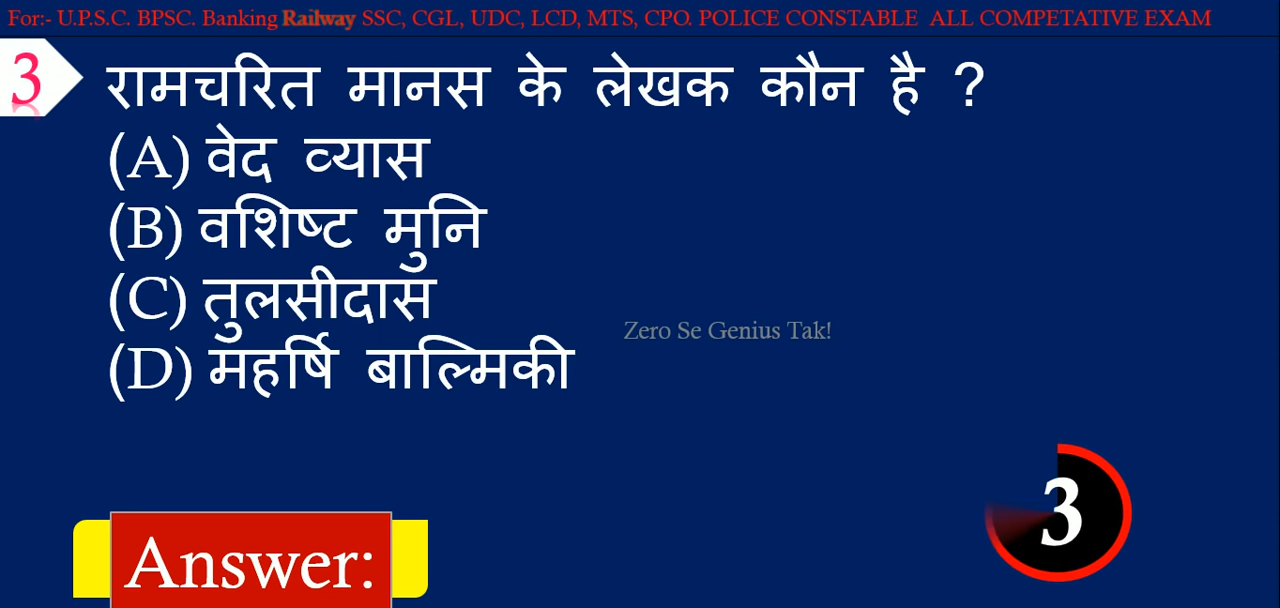 For:- U.P.S.C. BPSC. Banking Railway SSC, CGL, UDC, LCD, MTS, CPO. POLICE CONSTABLE ALL COMPETATIVE EXAM
3
रामचरित मानस के लेखक कौन है ?
(A) वेद व्यास
(B) वशिष्ट मुनि
(C) तुलसीदास
Zero Se Genius Tak!
(D) महर्षि बाल्मिकी
3
Answer: